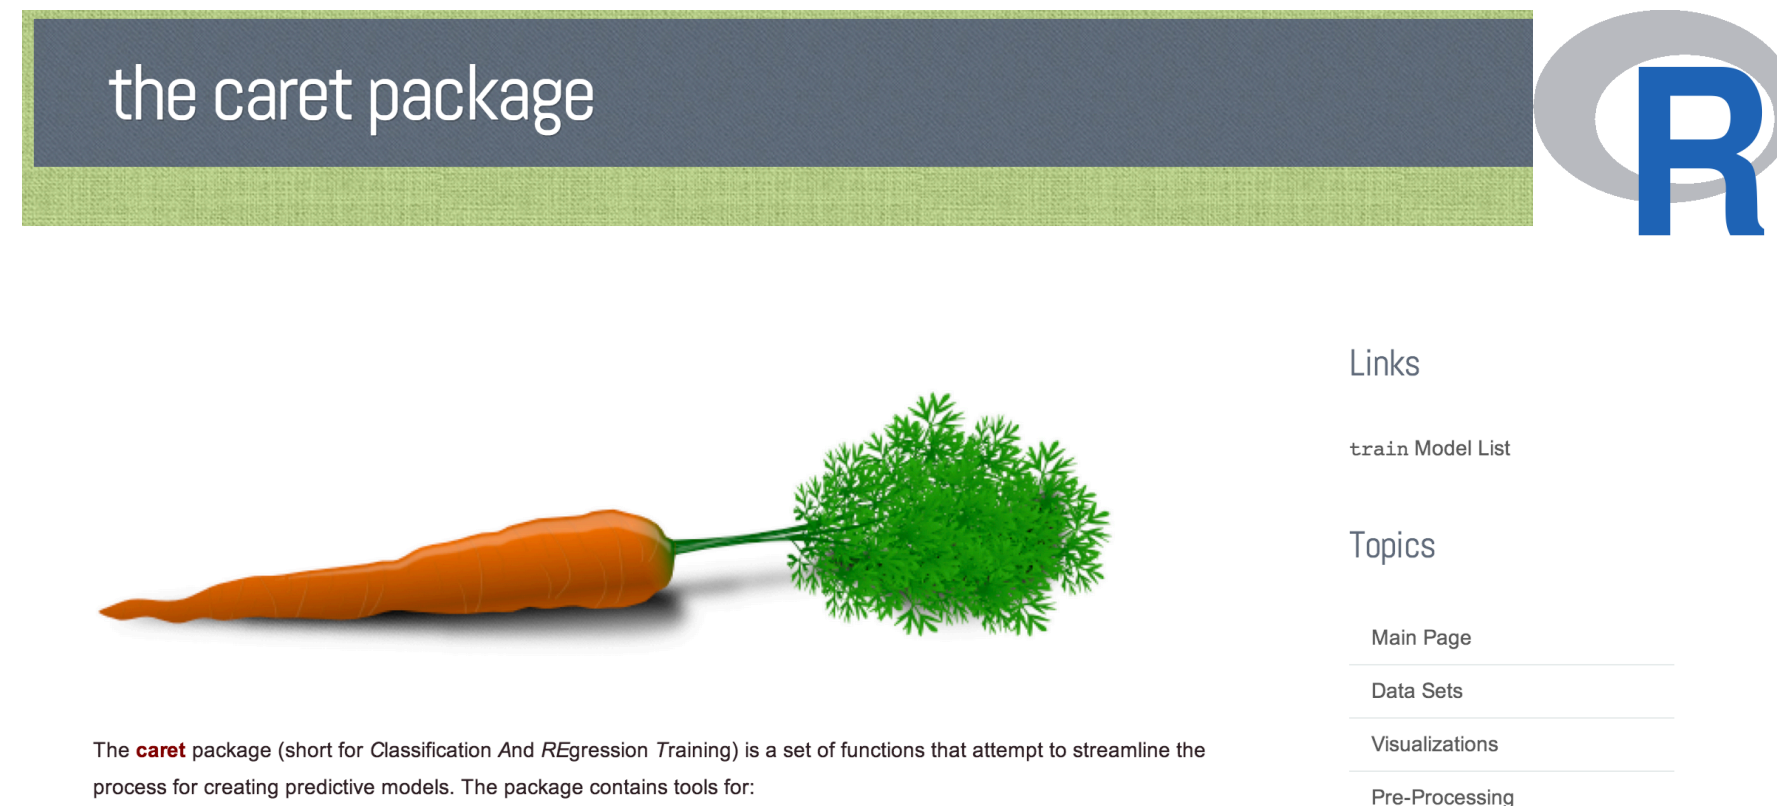 the caret package
R
Links
train Model List
Topics
Main Page
Data Sets
Visualizations
Pre-Processing
The caret package (short for Classification And REgression Training) is a set of functions that attempt to streamline the
process for creating predictive models. The package contains tools for: